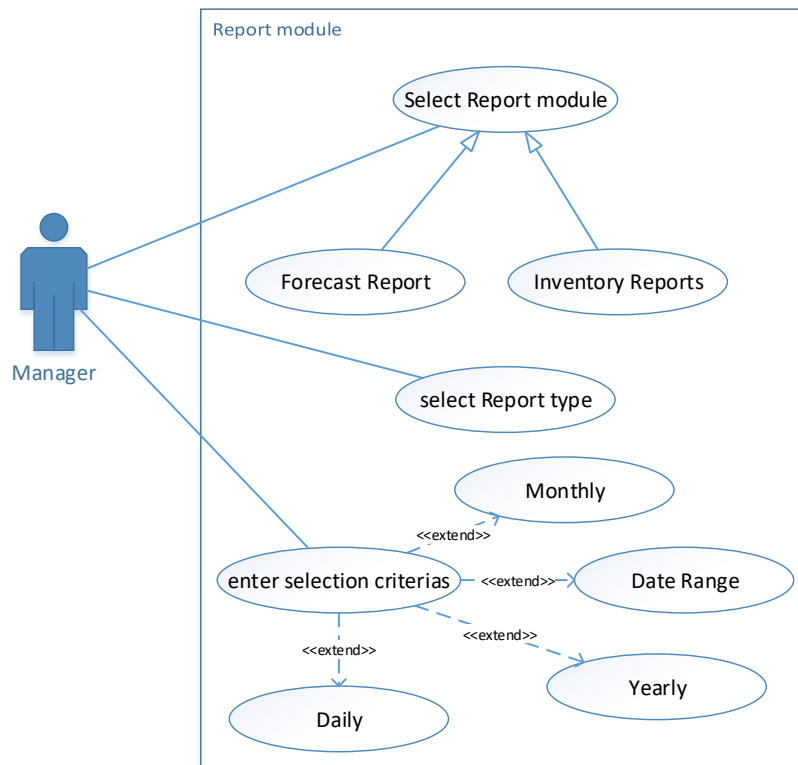 Report module
Select Report module
Forecast Report
Inventory Reports
Manager
select Report type
Monthly
<<extend>>
enter selection criterias
<<extend>>
Date Range
<<extend>>
<<extend>>
Yearly
Daily